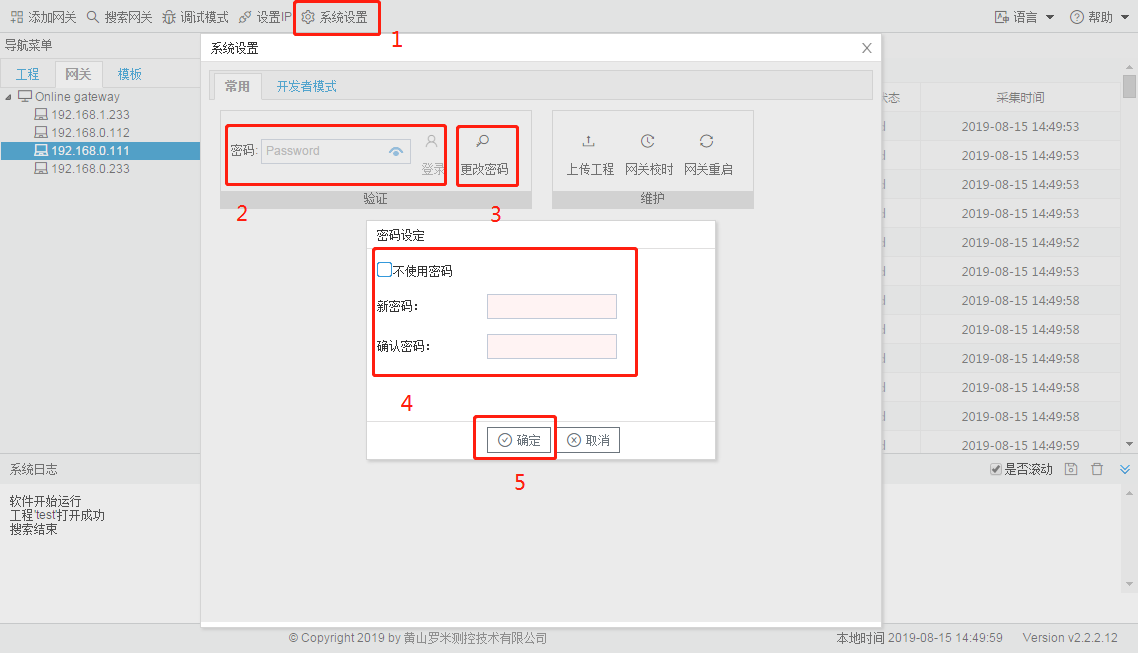 添加网关 搜索网关 调试模式 设置IP 系统设置 语言 帮助
1
导航菜单
系统设置
工程 网关 模板
常用 开发者模式
Online gateway
192.168.1.233
192.168.0.112
192.168.0.111
192.168.0.233
密码: Password 登录 更改密码
验证
上传工程 网关校时 网关重启
维护
2
3
密码设定
不使用密码
新密码：
确认密码：
4
确定 取消
5
状态 采集时间
2019-08-15 14:49:53
2019-08-15 14:49:53
2019-08-15 14:49:53
2019-08-15 14:49:53
2019-08-15 14:49:52
2019-08-15 14:49:53
2019-08-15 14:49:58
2019-08-15 14:49:58
2019-08-15 14:49:58
2019-08-15 14:49:58
2019-08-15 14:49:58
2019-08-15 14:49:59
系统日志 是否滚动
软件开始运行
工程'test'打开成功
搜索结束
© Copyright 2019 by 黄山罗米测控技术有限公司 本地时间 2019-08-15 14:49:59 Version v2.2.2.12